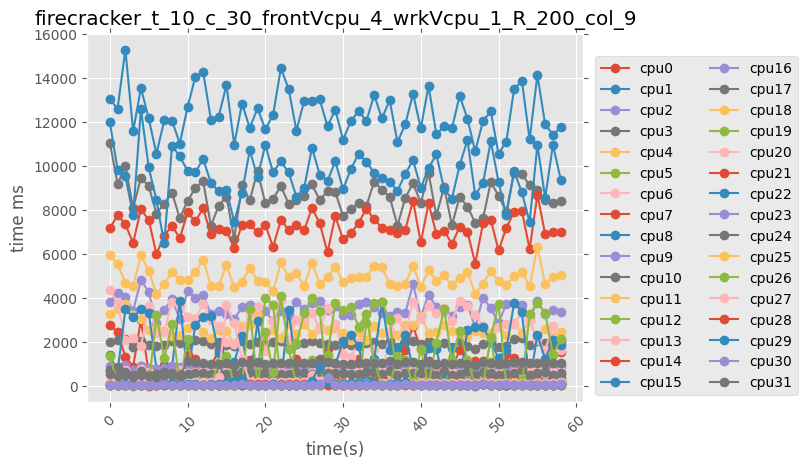 firecracker_t_10_c_30_frontVcpu_4_wrkVcpu_1_R_200_col_9
time ms
16000
14000
12000
10000
8000
6000
4000
2000
0
0
10
20
30
40
50
60
time(s)
cpu0
cpu1
cpu2
cpu3
cpu4
cpu5
cpu6
cpu7
cpu8
cpu9
cpu10
cpu11
cpu12
cpu13
cpu14
cpu15
cpu16
cpu17
cpu18
cpu19
cpu20
cpu21
cpu22
cpu23
cpu24
cpu25
cpu26
cpu27
cpu28
cpu29
cpu30
cpu31